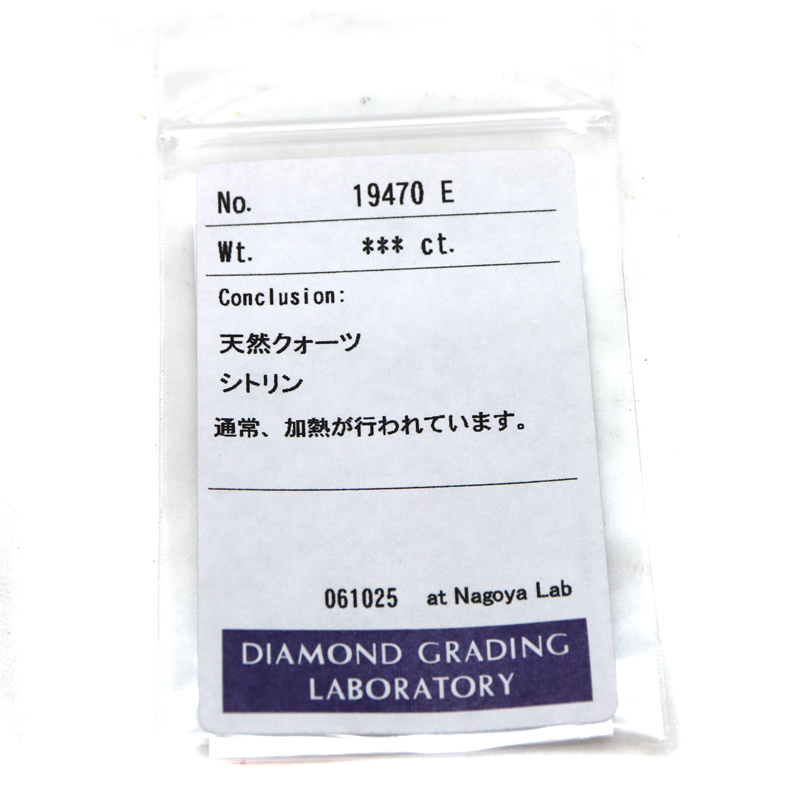 No. 19470 E
Wt. *** ct.
Conclusion:
天然クォーツ
シトリン
通常、加熱が行われています。
061025 at Nagoya Lab
DIAMOND GRADING
LABORATORY